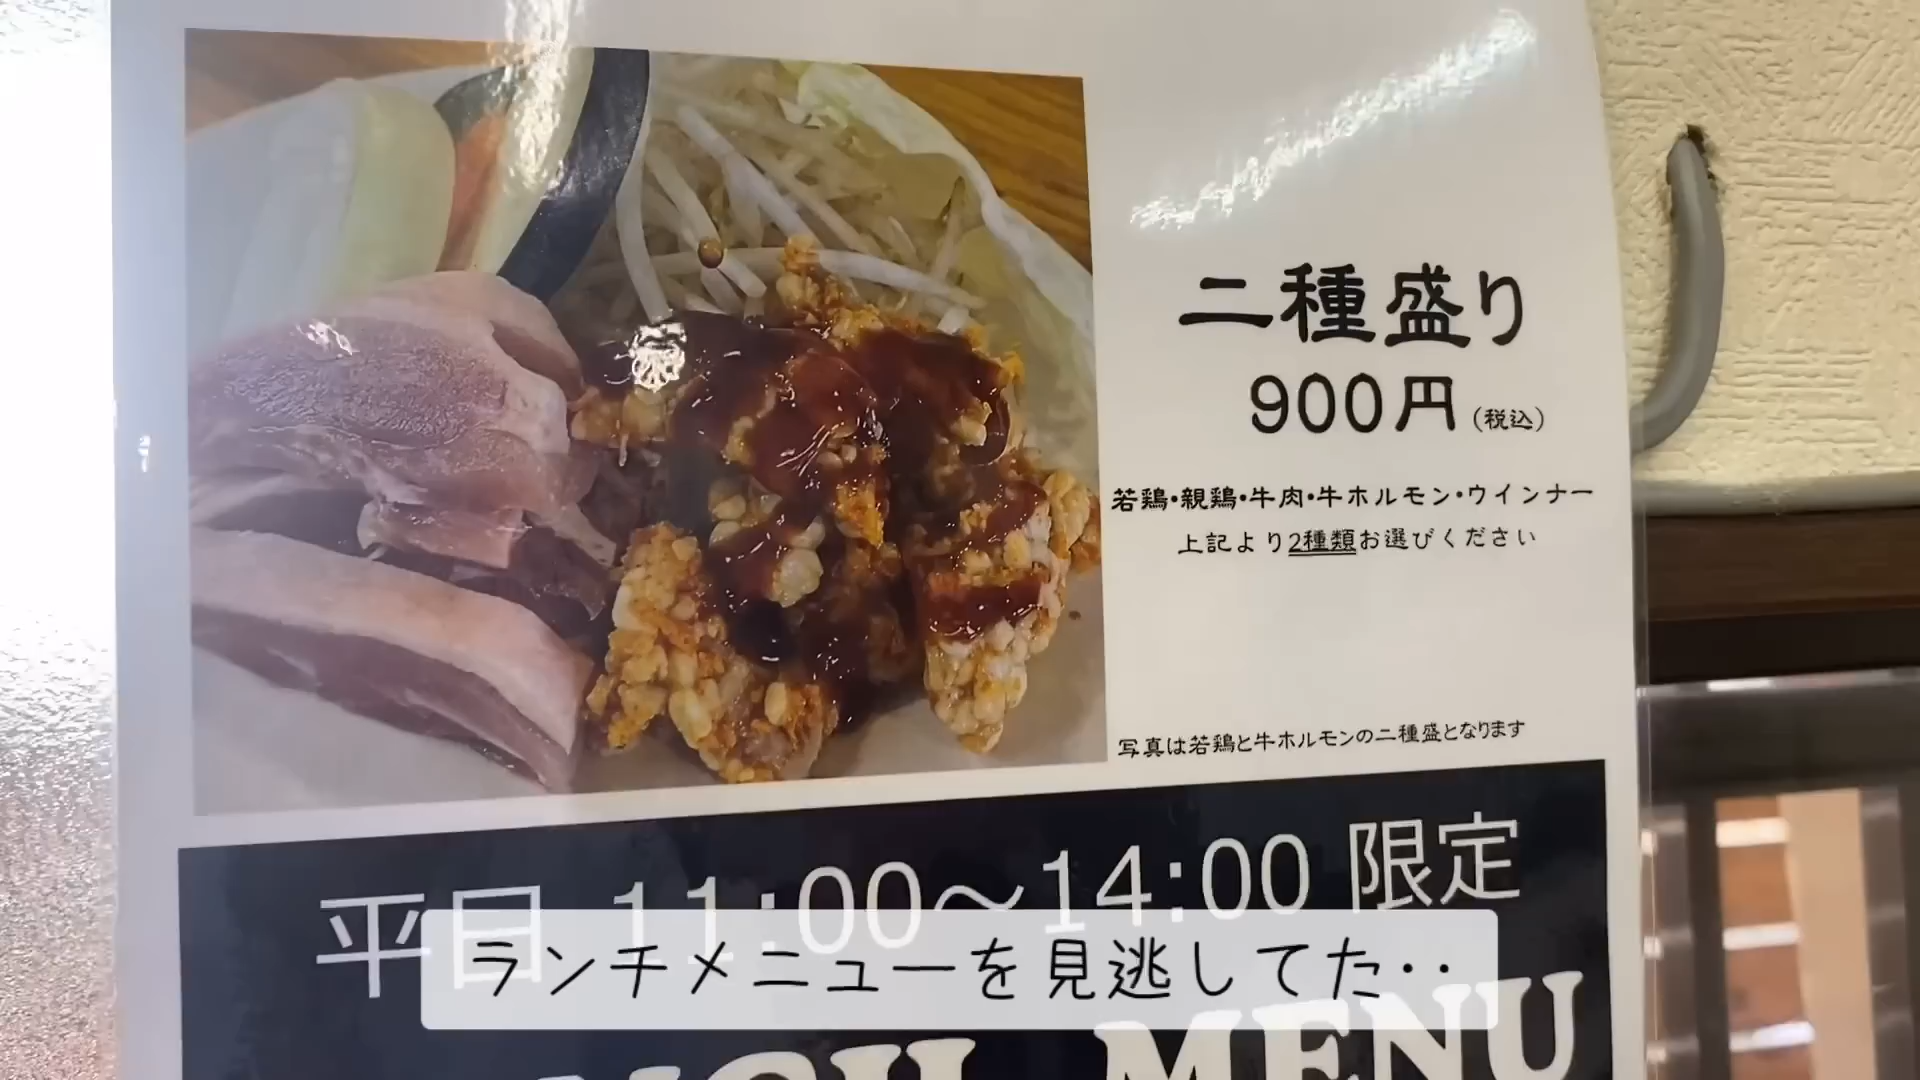 二種盛り
900円(税込)
若鶏・親鶏・牛肉・牛ホルモン・ウインナー
上記より2種類お選びください
写真は若鶏と牛ホルモンの二種盛となります
平日 11:00〜14:00 限定
ランチメニューを見逃してた‥
MENU